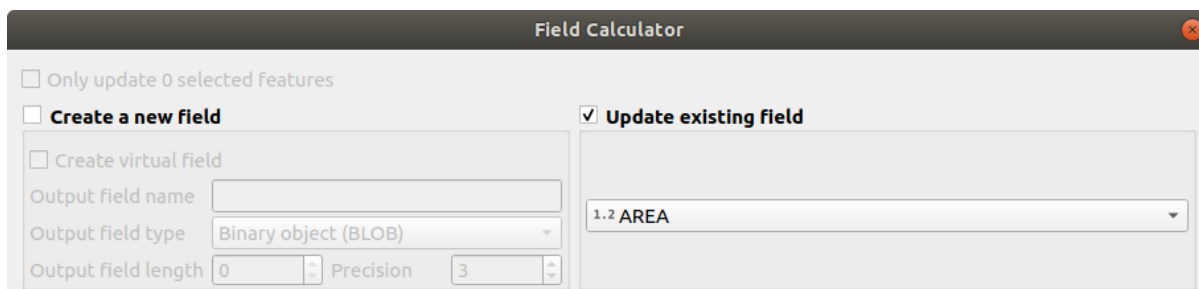 Field Calculator
Only update 0 selected features
Create a new field
Update existing field
Create virtual field
Output field name
1.2 AREA
Output field type Binary object (BLOB)
Output field length 0 Precision 3